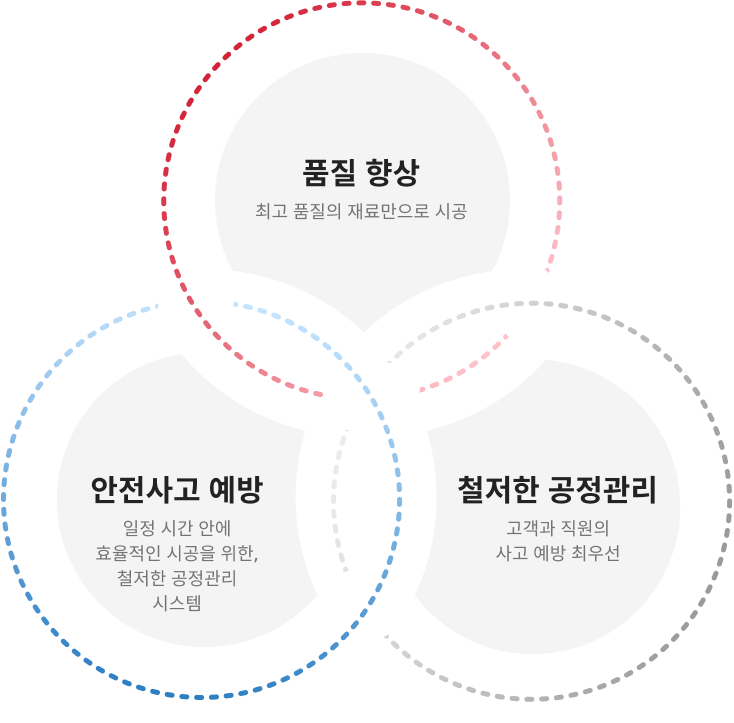 품질 향상
최고 품질의 재료만으로 시공
안전사고 예방
일정 시간 안에
효율적인 시공을 위한,
철저한 공정관리
시스템
철저한 공정관리
고객과 직원의
사고 예방 최우선